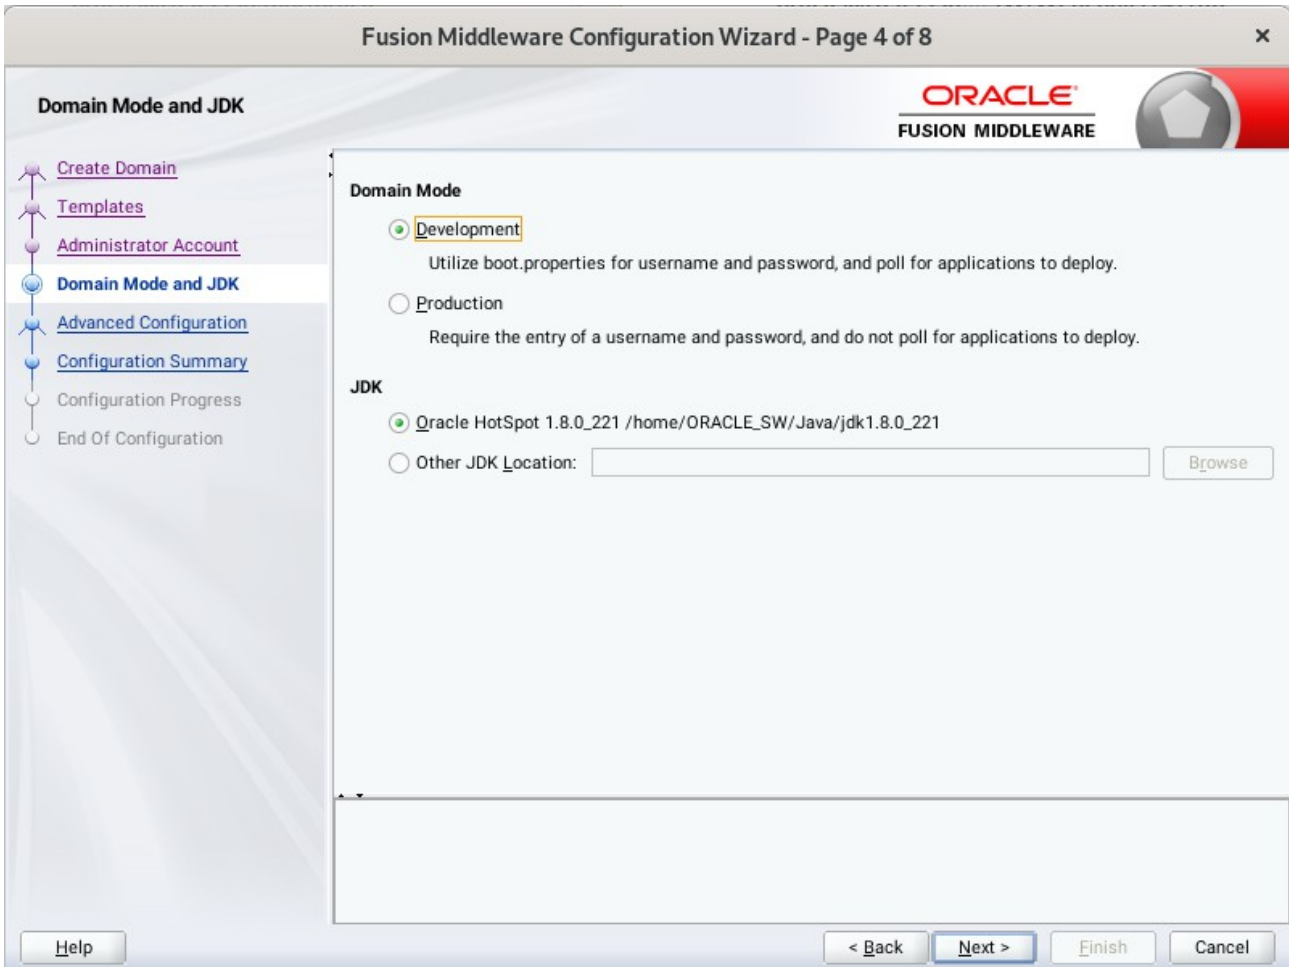 Fusion Middleware Configuration Wizard - Page 4 of 8
Domain Mode and JDK
ORACLE
FUSION MIDDLEWARE
Create Domain
Templates
Administrator Account
Domain Mode and JDK
Advanced Configuration
Configuration Summary
Configuration Progress
End Of Configuration
Domain Mode
Development
Utilize boot.properties for username and password, and poll for applications to deploy.
Production
Require the entry of a username and password, and do not poll for applications to deploy.
JDK
Oracle HotSpot 1.8.0_221 /home/ORACLE_SW/Java/jdk1.8.0_221
Other JDK Location: Browse
Help < Back Next > Finish Cancel